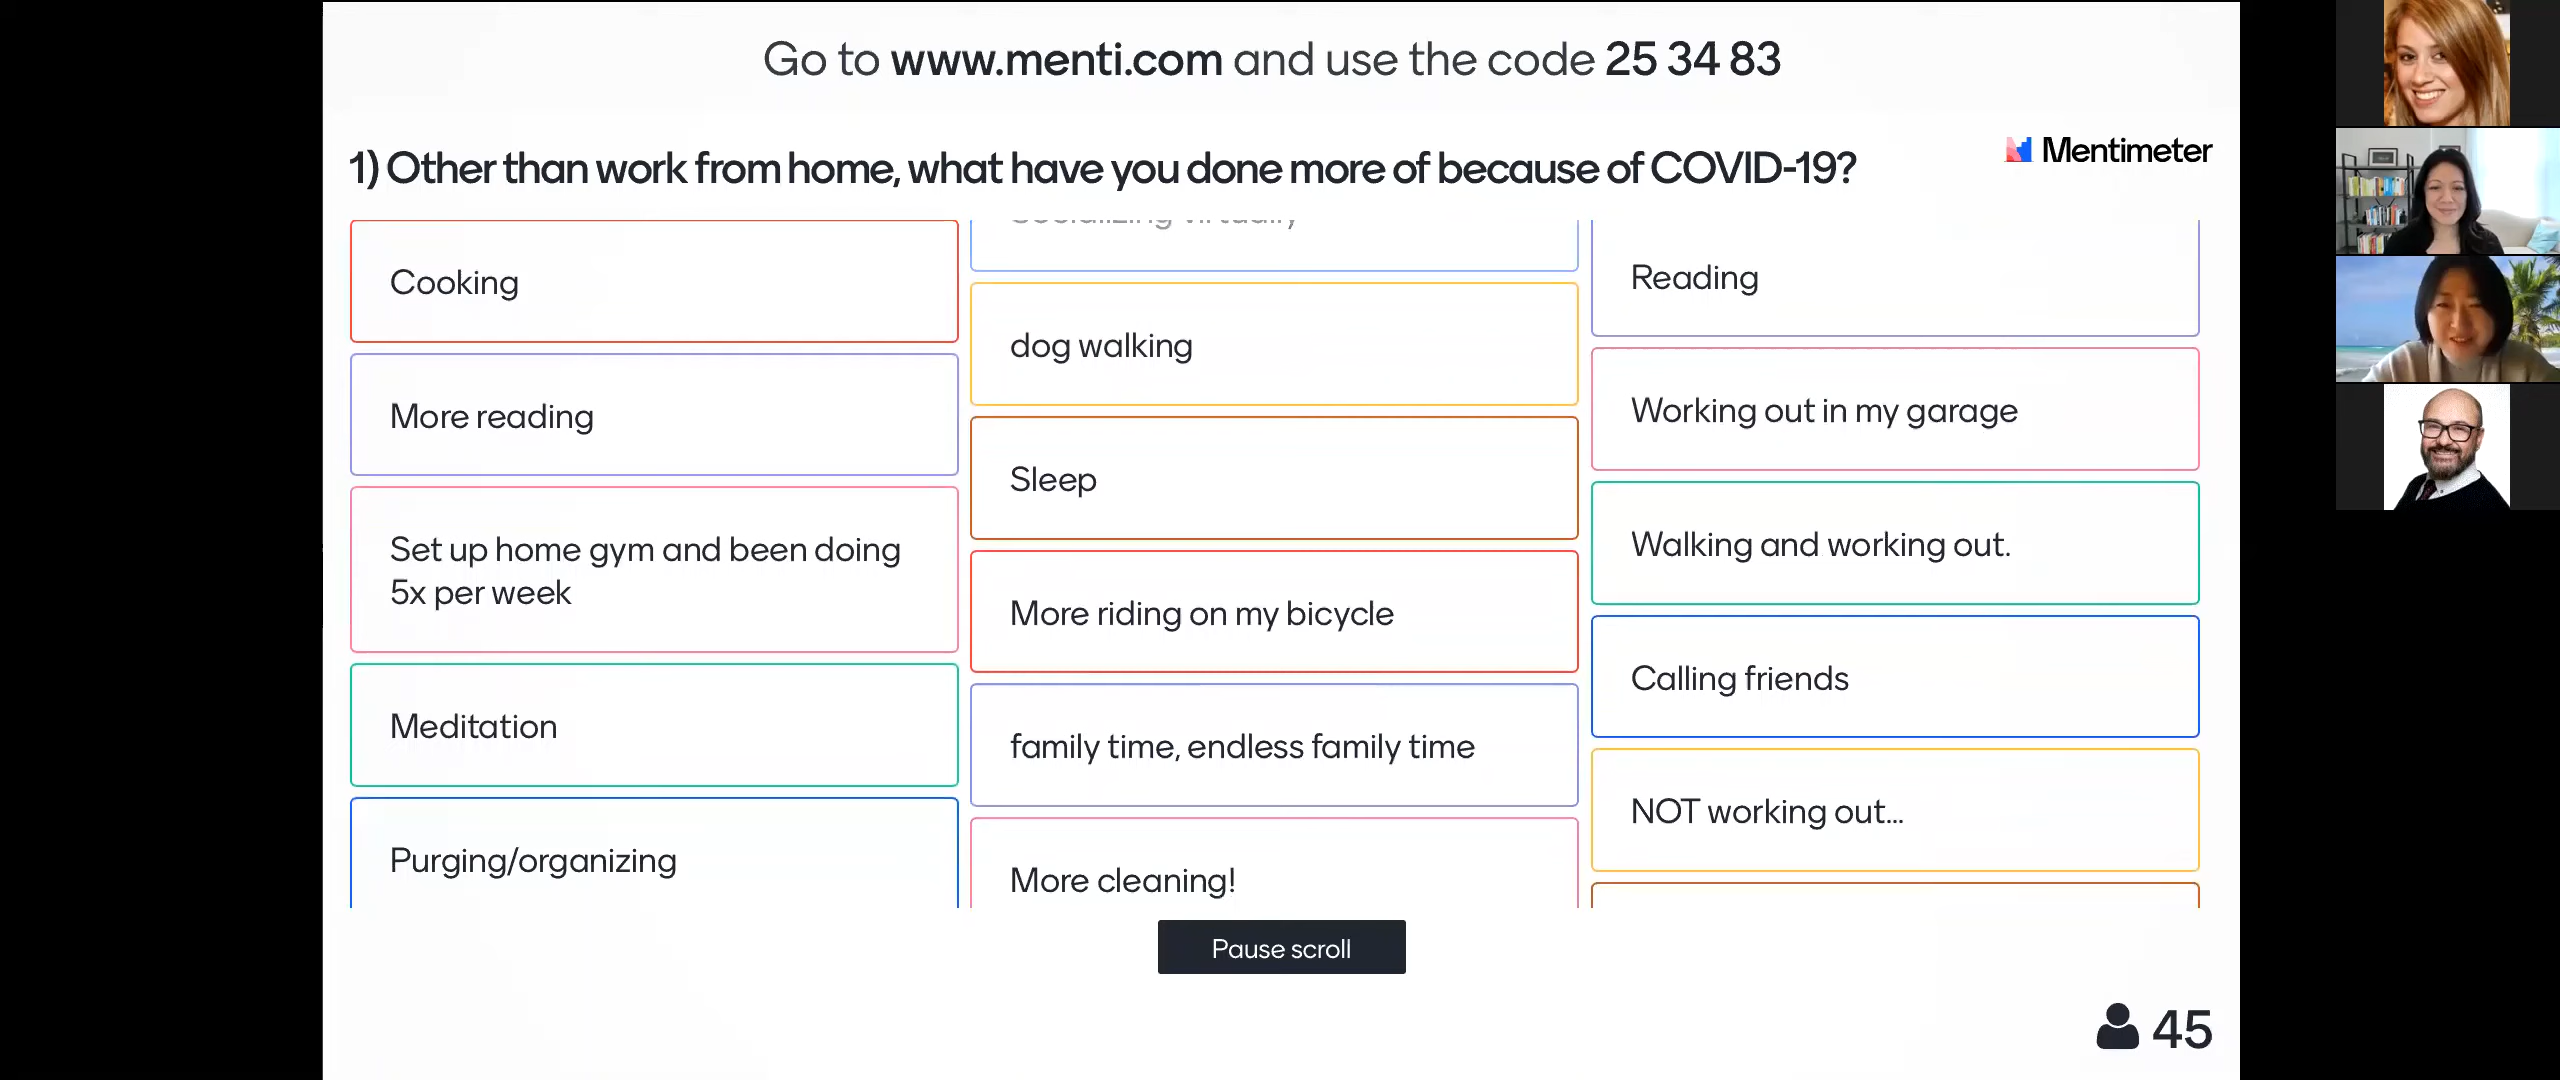 Go to www.menti.com and use the code 25 34 83
1) Other than work from home, what have you done more of because of COVID-19?
Mentimeter
Cooking
More reading
Set up home gym and been doing
5x per week
Meditation
Purging/organizing
Socializing virtually
dog walking
Sleep
More riding on my bicycle
family time, endless family time
More cleaning!
Reading
Working out in my garage
Walking and working out.
Calling friends
NOT working out...
Pause scroll
45